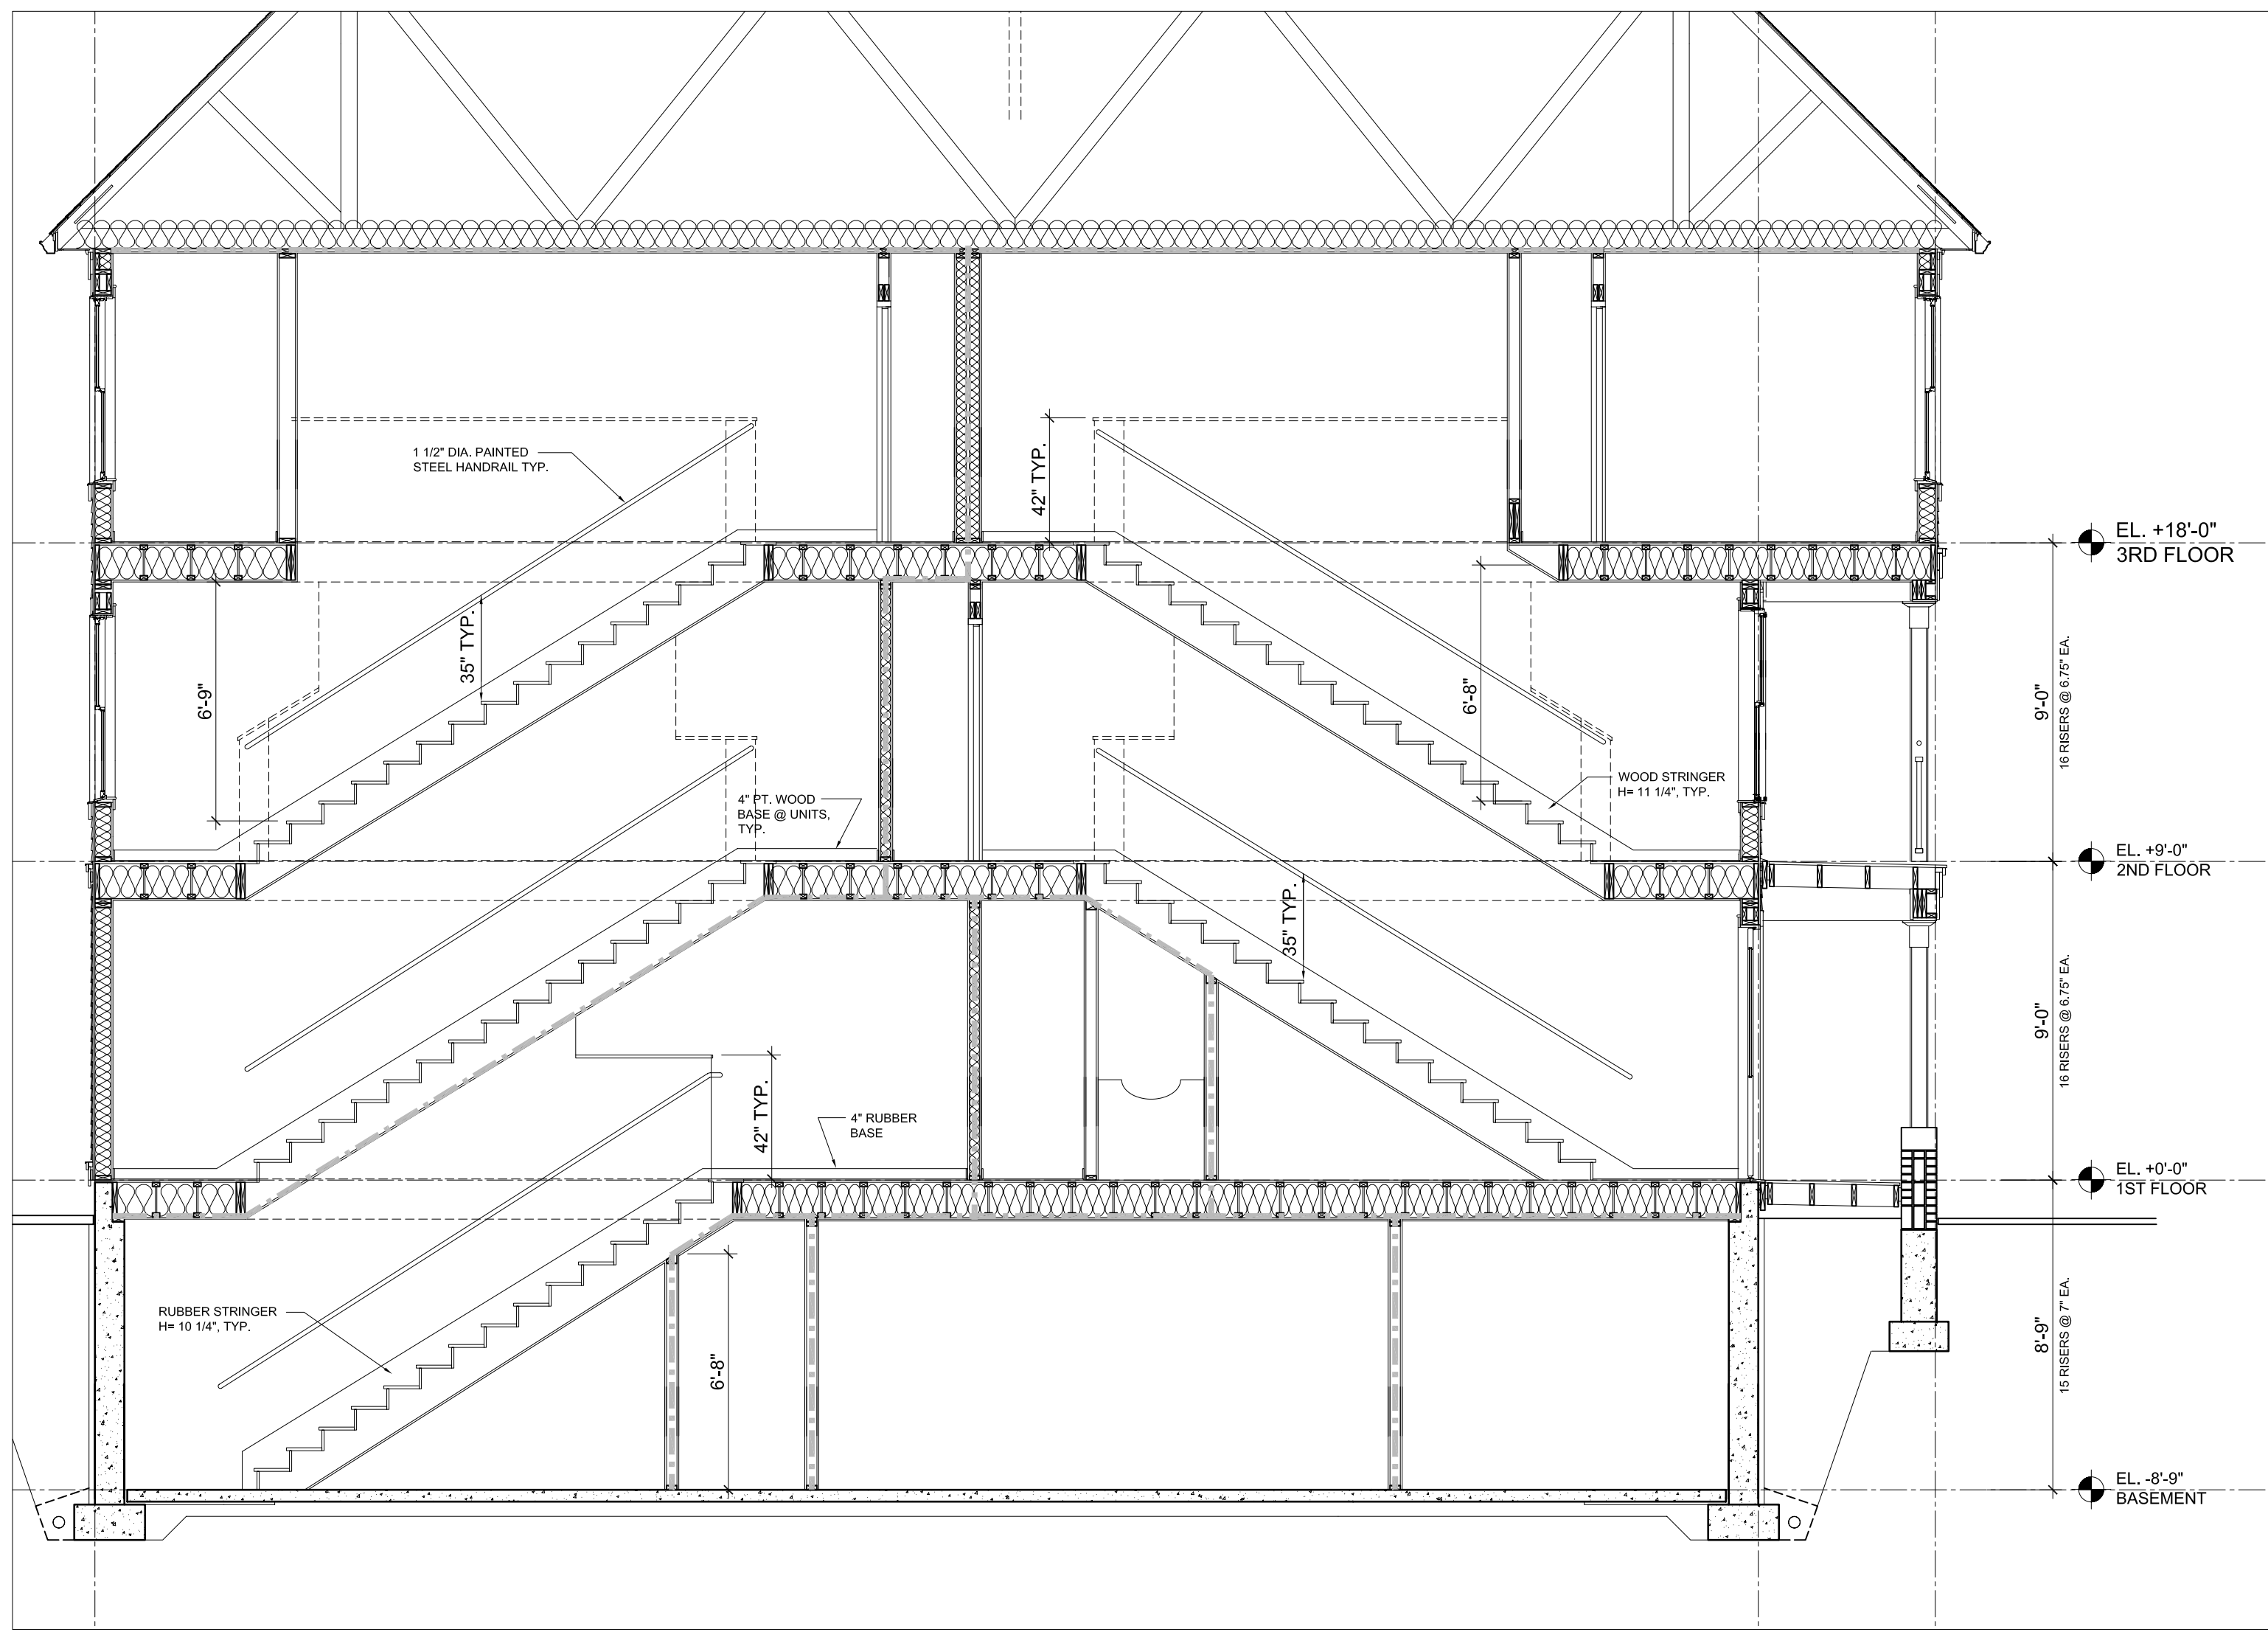 1 1/2" DIA. PAINTED
STEEL HANDRAIL TYP.
42" TYP.
EL. +18'-0"
3RD FLOOR
6'-9"
35" TYP.
6'-8"
9'-0"
16 RISERS @ 6.75" EA.
4" PT. WOOD
BASE @ UNITS,
TYP.
WOOD STRINGER
H= 11 1/4", TYP.
EL. +9'-0"
2ND FLOOR
35" TYP.
9'-0"
16 RISERS @ 6.75" EA.
42" TYP.
4" RUBBER
BASE
EL. +0'-0"
1ST FLOOR
RUBBER STRINGER
H= 10 1/4", TYP.
6'-8"
8'-9"
15 RISERS @ 7" EA.
EL. -8'-9"
BASEMENT